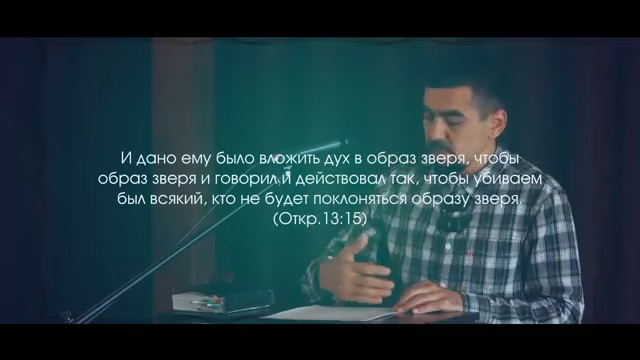 И дано ему было вложить дух в образ зверя, чтобы
образ зверя и говорил и действовал так, чтобы убиваем
был всякий, кто не будет поклоняться образу зверя.
(Откр.13:15)